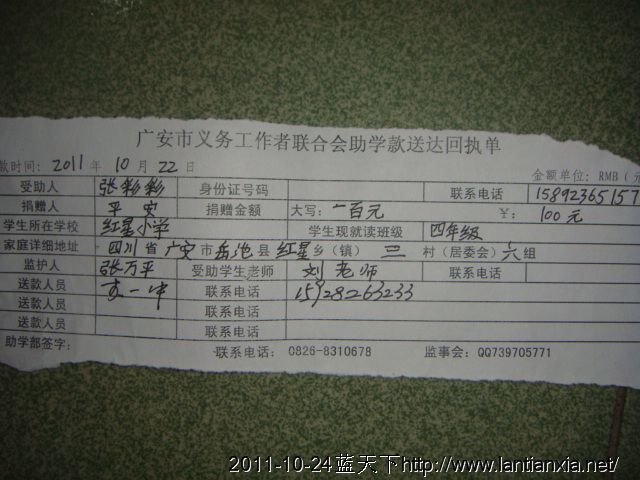 广安市义务工作者联合会助学款送达回执单
款时间: 2011 年 10 月 22 日 金额单位: RMB (元
受助人 张彩彩 身份证号码 联系电话 15892365157
捐赠人 平安 捐赠金额 大写: 一百元 ¥: 100元
学生所在学校 红星小学 学生现就读班级 四年级
家庭详细地址 四川 省 广安 市 岳池 县 红星 乡(镇) 三 村(居委会) 六 组
监护人 张万平 受助学生老师 刘老师 联系电话
送款人员 联系电话 15928263233
送款人员 联系电话
送款人员 联系电话
助学部签字: 联系电话: 0826-8310678 监事会: QQ739705771
2011-10-24蓝天下http://www.lantianxia.net/